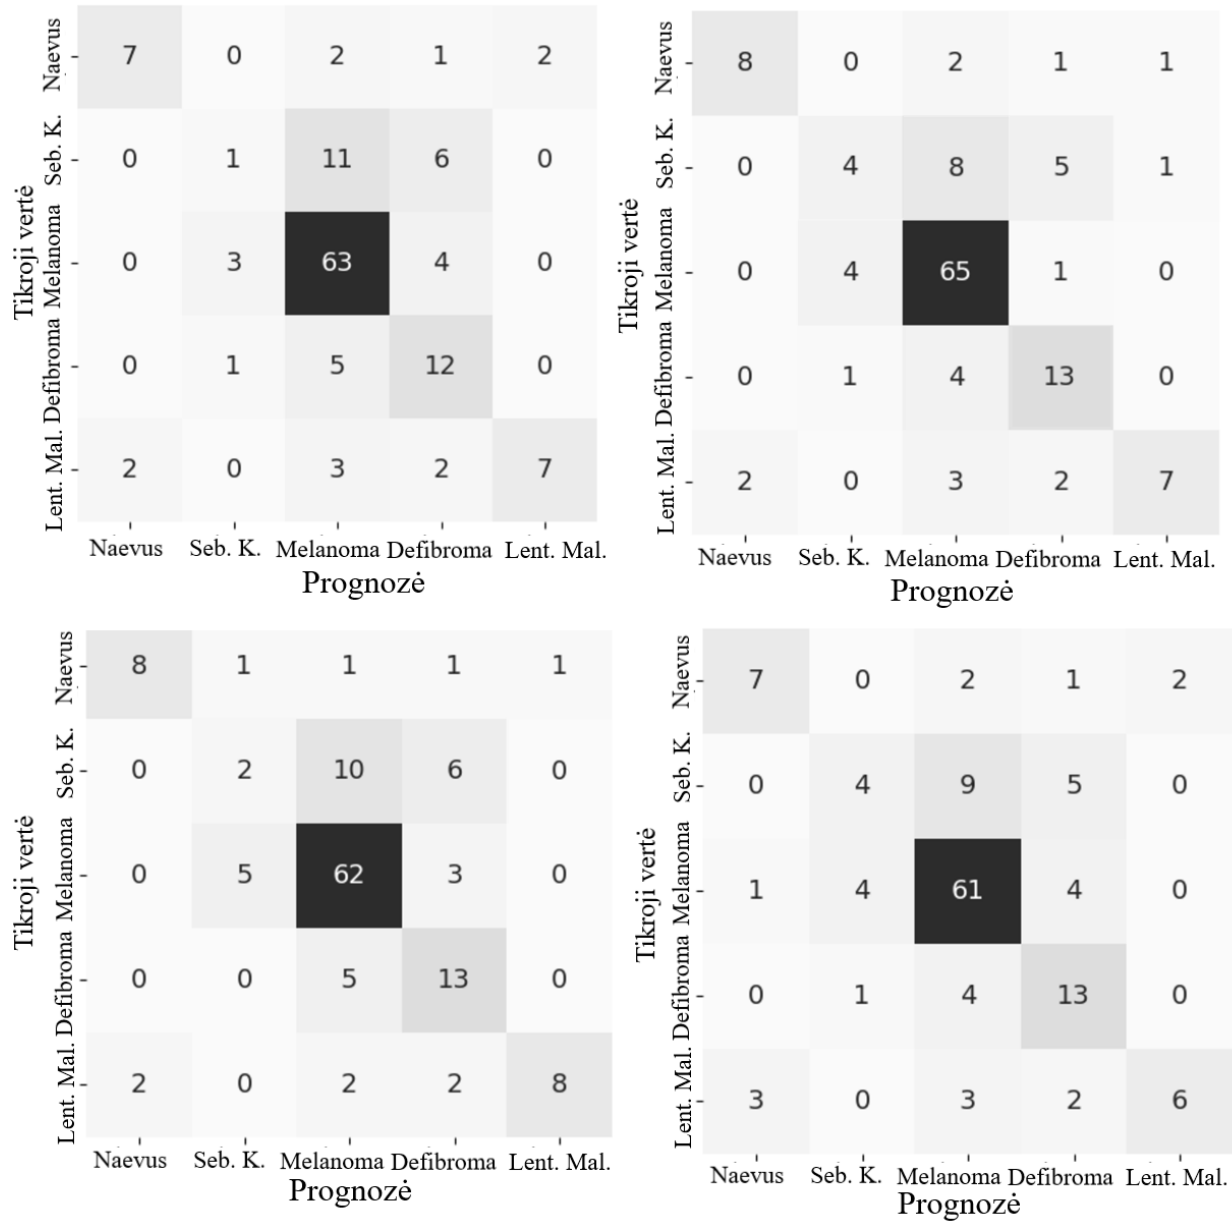 Naevus 7 0 2 1 2
Seb. K. 0 1 11 6 0
Melanoma 0 3 63 4 0
Defibroma 0 1 5 12 0
Lent. Mal. 2 0 3 2 7
Tikroji vertė
Naevus Seb. K. Melanoma Defibroma Lent. Mal.
Prognozė
Naevus 8 0 2 1 1
Seb. K. 0 4 8 5 1
Melanoma 0 4 65 1 0
Defibroma 0 1 4 13 0
Lent. Mal. 2 0 3 2 7
Tikroji vertė
Naevus Seb. K. Melanoma Defibroma Lent. Mal.
Prognozė
Naevus 8 1 1 1 1
Seb. K. 0 2 10 6 0
Melanoma 0 5 62 3 0
Defibroma 0 0 5 13 0
Lent. Mal. 2 0 2 2 8
Tikroji vertė
Naevus Seb. K. Melanoma Defibroma Lent. Mal.
Prognozė
Naevus 7 0 2 1 2
Seb. K. 0 4 9 5 0
Melanoma 1 4 61 4 0
Defibroma 0 1 4 13 0
Lent. Mal. 3 0 3 2 6
Tikroji vertė
Naevus Seb. K. Melanoma Defibroma Lent. Mal.
Prognozė